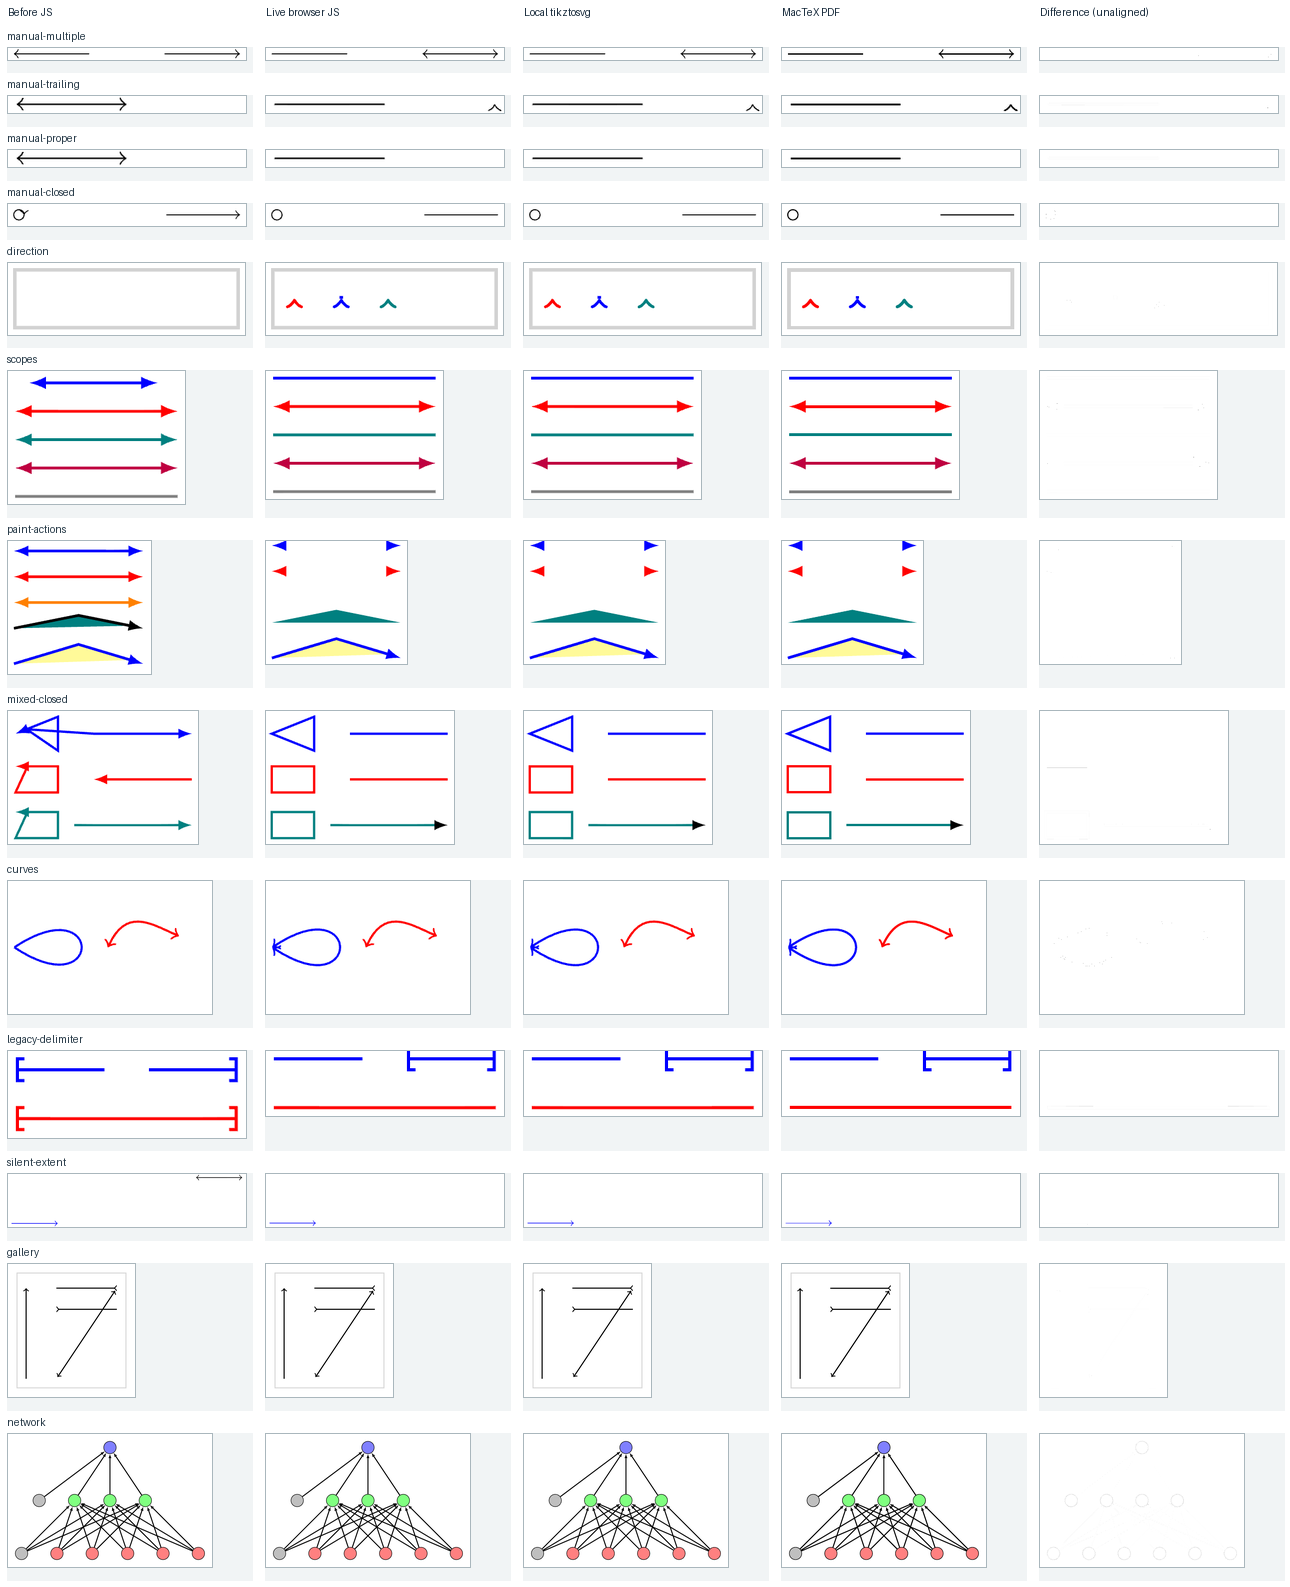 Before JS Live browser JS Local tikztosvg MacTeX PDF Difference (unaligned)
manual-multiple
manual-trailing
manual-proper
manual-closed
direction
scopes
paint-actions
mixed-closed
curves
legacy-delimiter
silent-extent
gallery
network